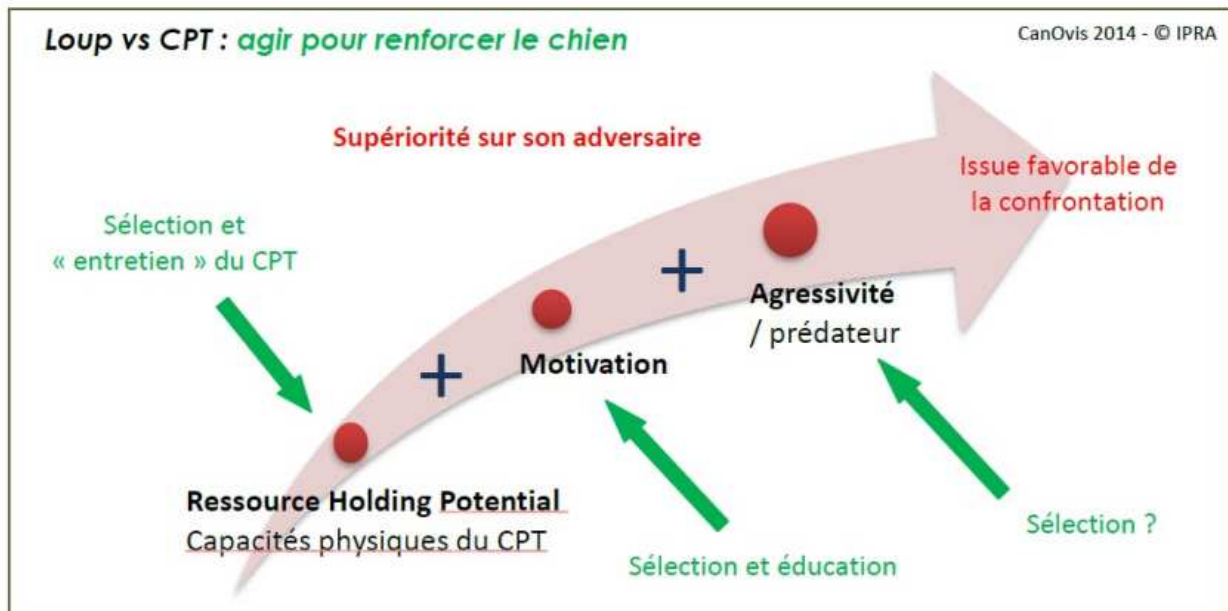 Loup vs CPT : agir pour renforcer le chien
CanOvis 2014 - © IPRA
Supériorité sur son adversaire
Issue favorable de
la confrontation
Sélection et
« entretien » du CPT
+
Agressivité
/ prédateur
+
Motivation
Ressource Holding Potential
Capacités physiques du CPT
Sélection ?
Sélection et éducation